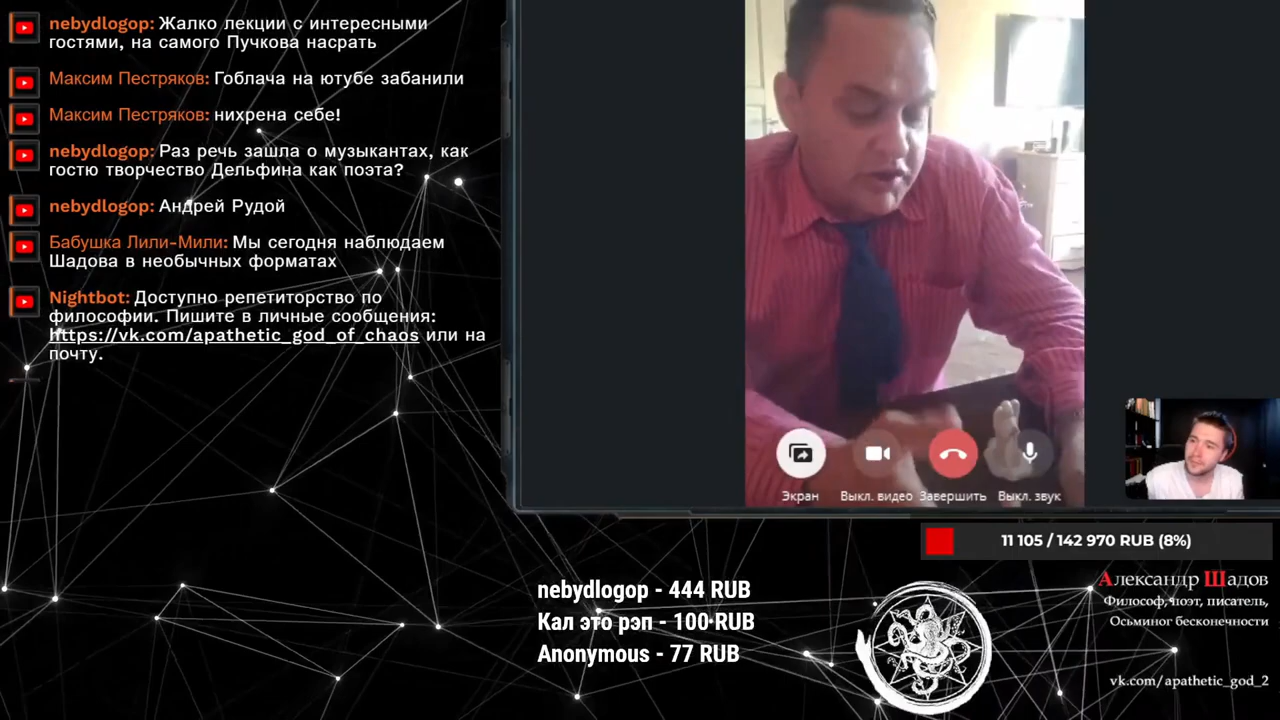 nebydlogop: Жалко лекции с интересными
гостями, на самого Пучкова насрать
Максим Пестряков: Гоблача на ютубе забанили
Максим Пестряков: нихрена себе!
nebydlogop: Раз речь зашла о музыкантах, как
гостю творчество Дельфина как поэта?
nebydlogop: Андрей Рудой
Бабушка Лили-Мили: Мы сегодня наблюдаем
Шадова в необычных форматах
Nightbot: Доступно репетиторство по
философии. Пишите в личные сообщения:
https://vk.com/apathetic_god_of_chaos или на
почту.
Экран
Выкл. видео
Завершить
Выкл. звук
11 105 / 142 970 RUB (8%)
nebydlogop - 444 RUB
Кал это рэп - 100 RUB
Anonymous - 77 RUB
Александр Шадов
Философ, поэт, писатель,
Осьминог бесконечности
vk.com/apathetic_god_2